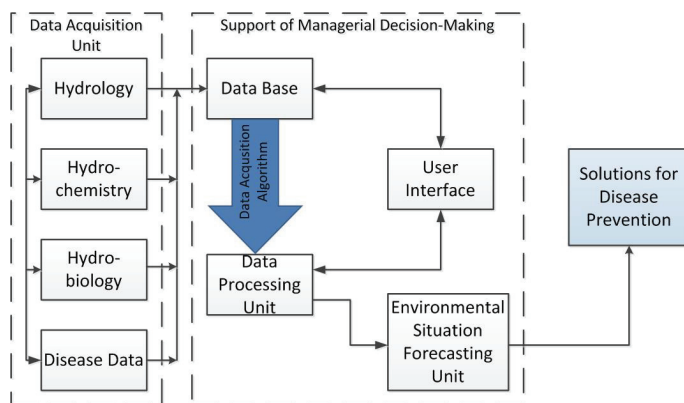 Data Acquisition
Unit
Hydrology
Hydro-
chemistry
Hydro-
biology
Disease Data
Support of Managerial Decision-Making
Data Base
Data Acqusition
Algorithm
User
Interface
Data
Processing
Unit
Environmental
Situation
Forecasting
Unit
Solutions for
Disease
Prevention